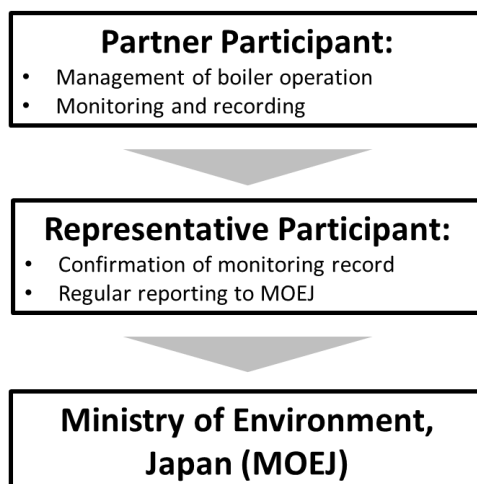 Partner Participant:
• Management of boiler operation
• Monitoring and recording
Representative Participant:
• Confirmation of monitoring record
• Regular reporting to MOEJ
Ministry of Environment,
Japan (MOEJ)